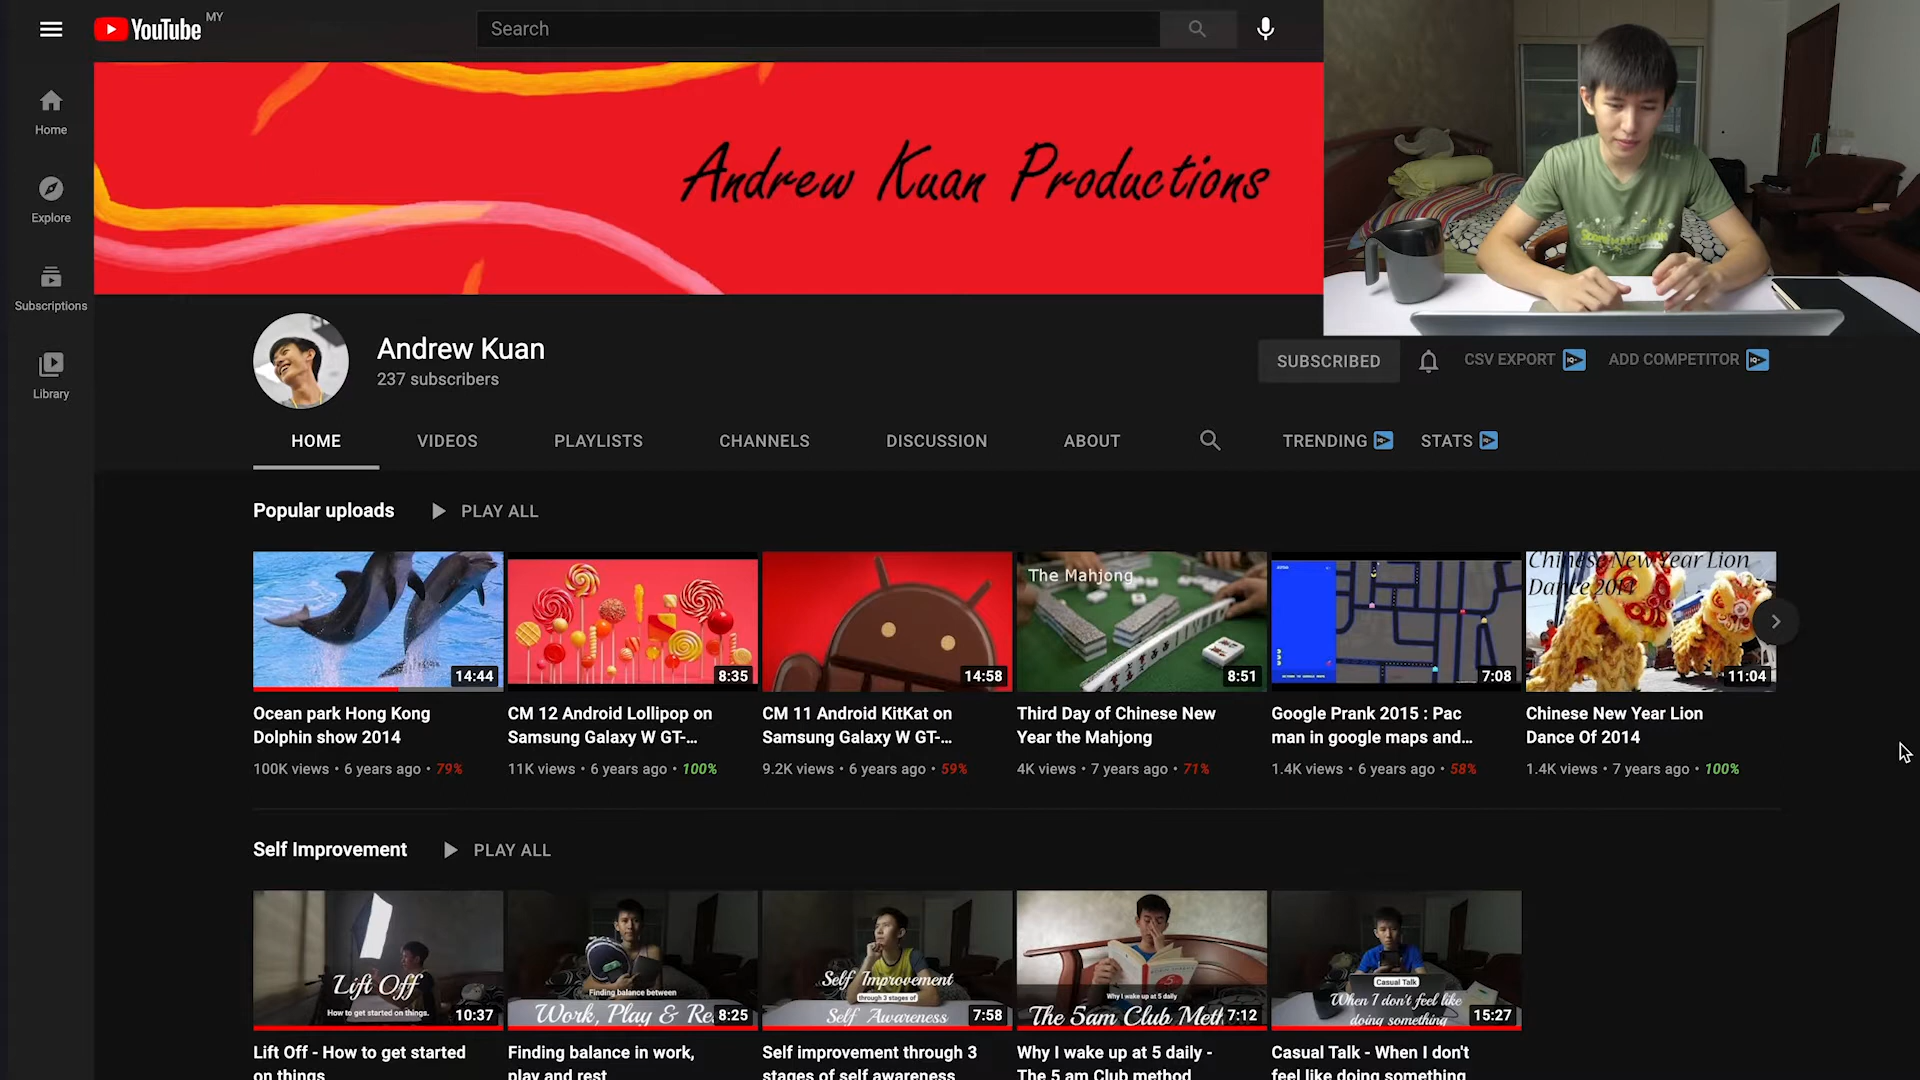 YouTube MY
Search
Home
Explore
Subscriptions
Library
Andrew Kuan Productions
Andrew Kuan
237 subscribers
SUBSCRIBED
CSV EXPORT
ADD COMPETITOR
HOME
VIDEOS
PLAYLISTS
CHANNELS
DISCUSSION
ABOUT
TRENDING
STATS
Popular uploads
PLAY ALL
14:44
Ocean park Hong Kong
Dolphin show 2014
100K views • 6 years ago • 79%
8:35
CM 12 Android Lollipop on
Samsung Galaxy W GT-...
11K views • 6 years ago • 100%
14:58
CM 11 Android KitKat on
Samsung Galaxy W GT-...
9.2K views • 6 years ago • 59%
The Mahjong
8:51
Third Day of Chinese New
Year the Mahjong
4K views • 7 years ago • 71%
7:08
Google Prank 2015 : Pac
man in google maps and...
1.4K views • 6 years ago • 58%
Chinese New Year Lion
Dance 2014
11:04
Chinese New Year Lion
Dance Of 2014
1.4K views • 7 years ago • 100%
Self Improvement
PLAY ALL
Lift Off
How to get started on things.
10:37
Lift Off - How to get started
on things
Finding balance between
Work, Play & Re
8:25
Finding balance in work,
play and rest
Self Improvement
through 3 stages of
Self Awareness
7:58
Self improvement through 3
stages of self awareness
Why I wake up at 5 daily
The 5am Club Meth
7:12
Why I wake up at 5 daily -
The 5 am Club method
Casual Talk
When I don't feel like
doing something
15:27
Casual Talk - When I don't
feel like doing something